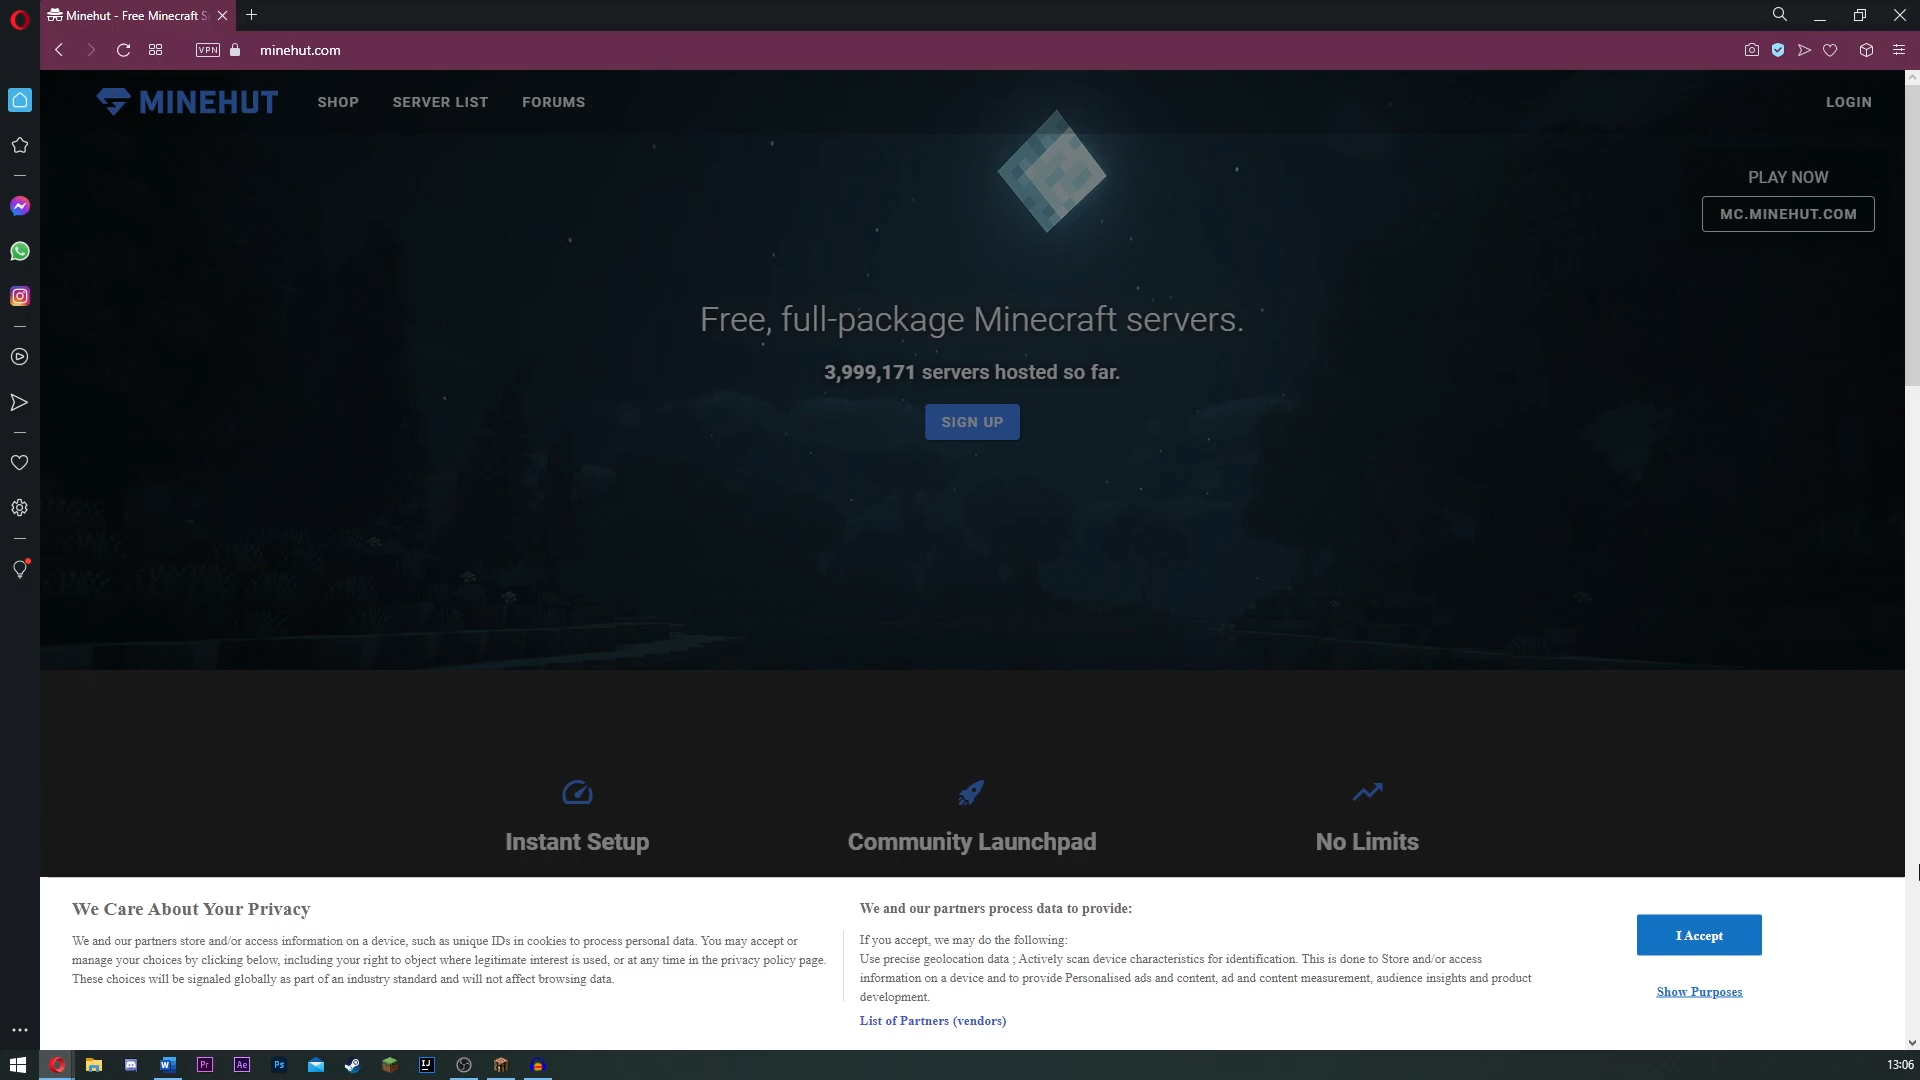 Minehut - Free Minecraft S
VPN
minehut.com
MINEHUT
SHOP
SERVER LIST
FORUMS
LOGIN
PLAY NOW
MC.MINEHUT.COM
Free, full-package Minecraft servers.
3,999,171 servers hosted so far.
SIGN UP
Instant Setup
Community Launchpad
No Limits
We Care About Your Privacy
We and our partners store and/or access information on a device, such as unique IDs in cookies to process personal data. You may accept or
manage your choices by clicking below, including your right to object where legitimate interest is used, or at any time in the privacy policy page.
These choices will be signaled globally as part of an industry standard and will not affect browsing data.
We and our partners process data to provide:
If you accept, we may do the following:
Use precise geolocation data ; Actively scan device characteristics for identification. This is done to Store and/or access
information on a device and to provide Personalised ads and content, ad and content measurement, audience insights and product
development.
List of Partners (vendors)
I Accept
Show Purposes
W
Pr
Ae
Ps
IJ
13:06